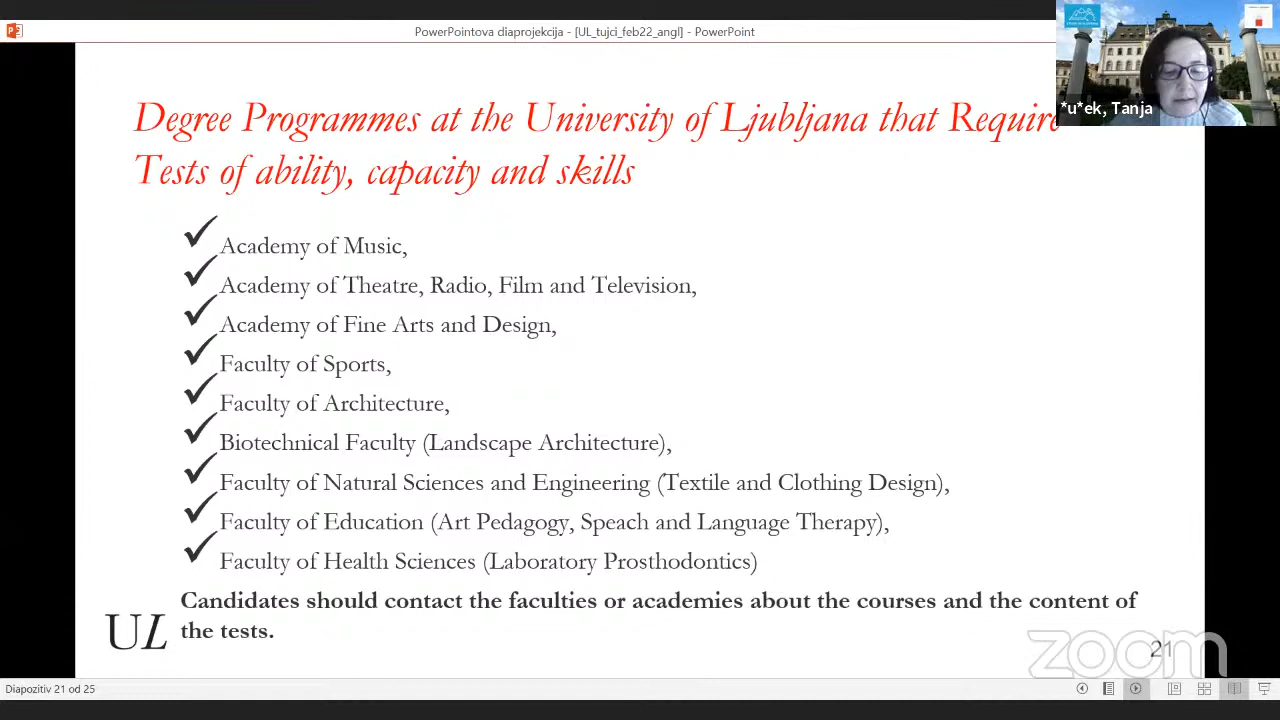 PowerPointova diaprojekcija - [UL_tujci_feb22_angl] - PowerPoint
*u*ek, Tanja
Degree Programmes at the University of Ljubljana that Require
Tests of ability, capacity and skills
Academy of Music,
Academy of Theatre, Radio, Film and Television,
Academy of Fine Arts and Design,
Faculty of Sports,
Faculty of Architecture,
Biotechnical Faculty (Landscape Architecture),
Faculty of Natural Sciences and Engineering (Textile and Clothing Design),
Faculty of Education (Art Pedagogy, Speach and Language Therapy),
Faculty of Health Sciences (Laboratory Prosthodontics)
Candidates should contact the faculties or academies about the courses and the content of
the tests.
UL
zoom
21
Diapozitiv 21 od 25